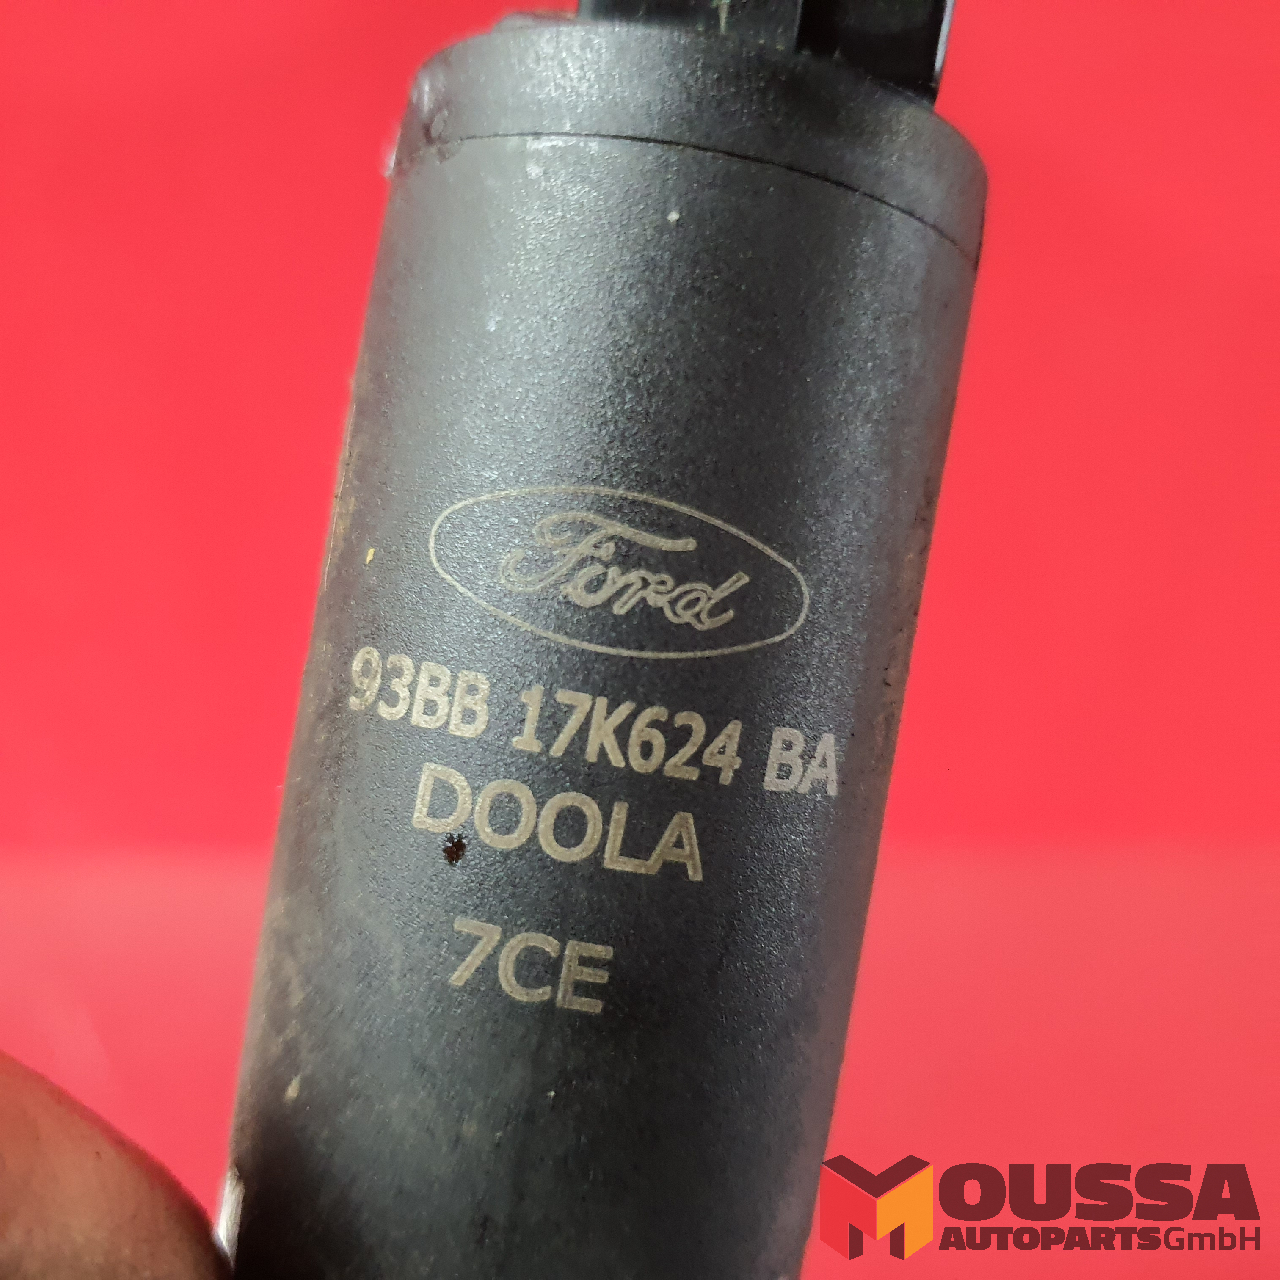 Ford
93BB 17K624 BA
DOOLA
7CE
MOUSSA
AUTOPARTSGmbH